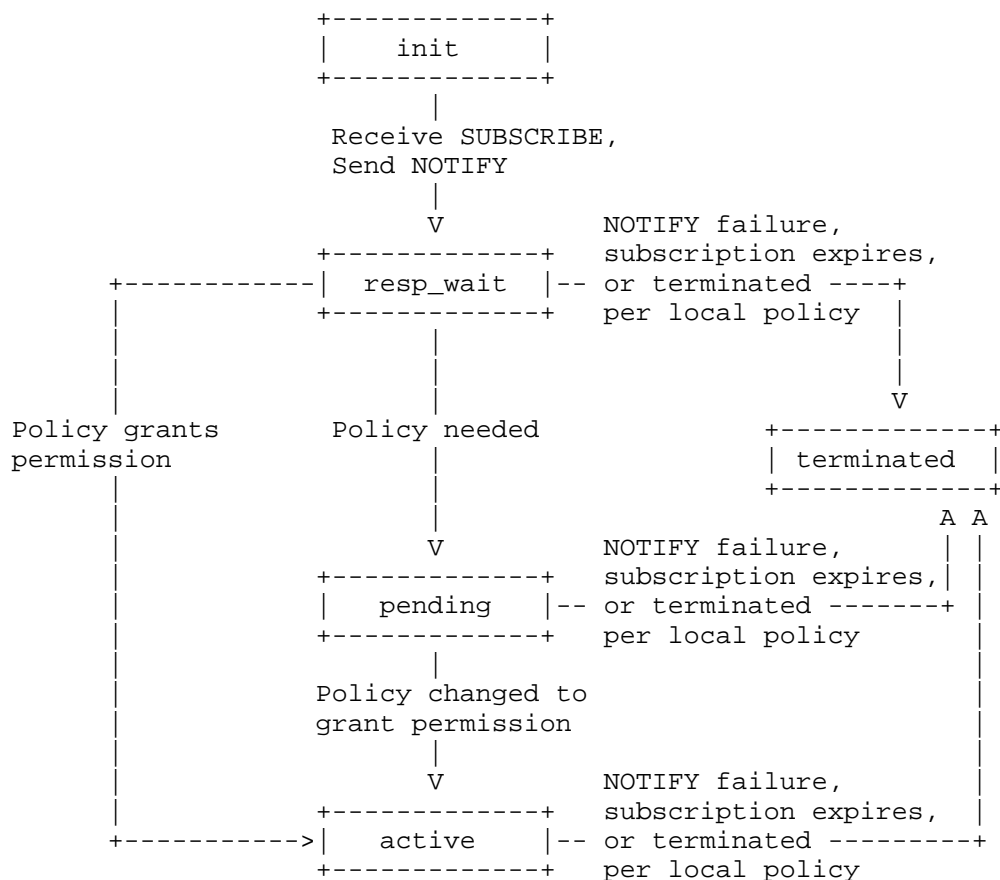 init
Receive SUBSCRIBE,
Send NOTIFY
V NOTIFY failure,
subscription expires,
resp_wait -- or terminated ----
per local policy
V
Policy grants Policy needed
permission terminated
A A
V NOTIFY failure,
subscription expires,
pending -- or terminated -------
per local policy
Policy changed to
grant permission
V NOTIFY failure,
subscription expires,
active -- or terminated ---------
per local policy